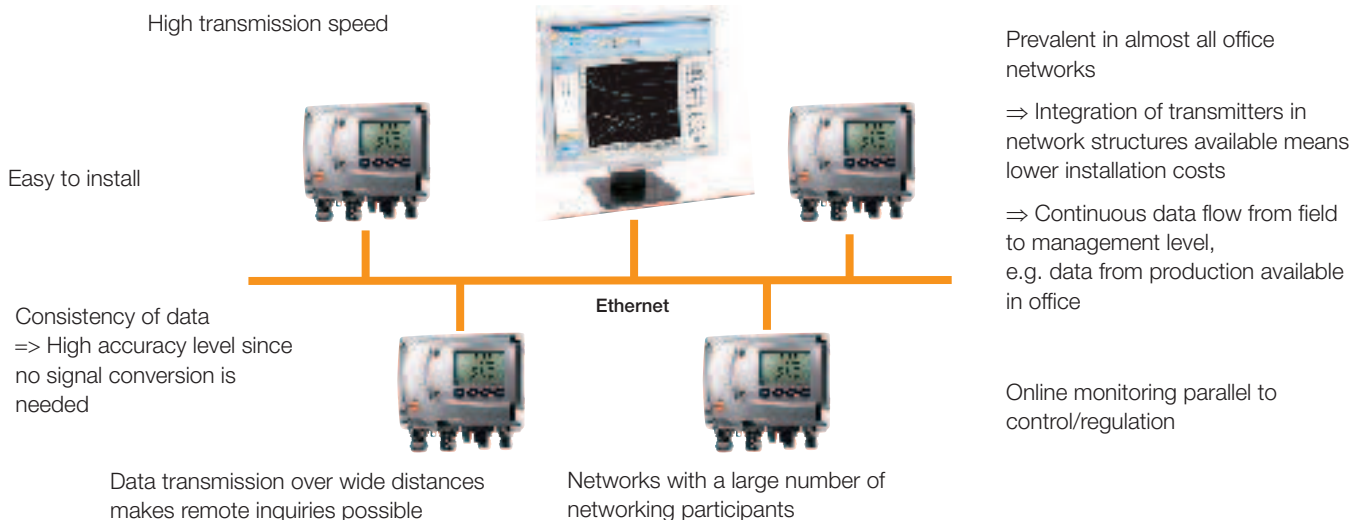 High transmission speed
Easy to install
Consistency of data
=> High accuracy level since
no signal conversion is
needed
Data transmission over wide distances
makes remote inquiries possible
Ethernet
Networks with a large number of
networking participants
Prevalent in almost all office
networks
⇒ Integration of transmitters in
network structures available means
lower installation costs
⇒ Continuous data flow from field
to management level,
e.g. data from production available
in office
Online monitoring parallel to
control/regulation